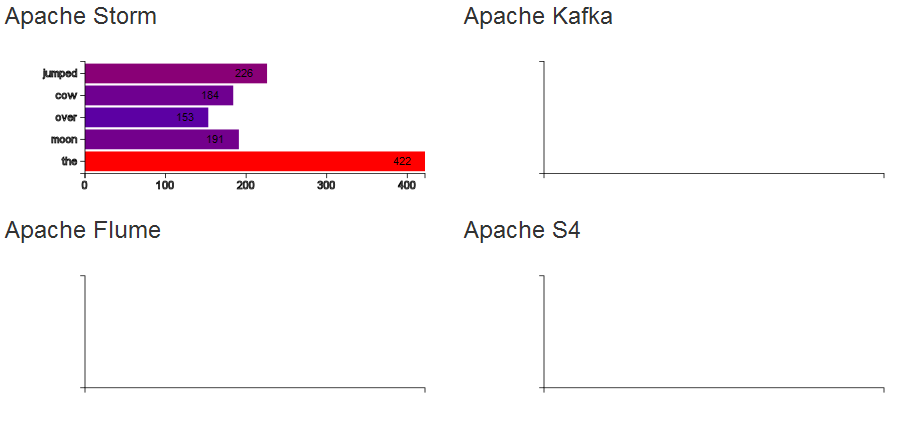 Apache Storm
Apache Kafka
jumped 226
cow 184
over 153
moon 191
the 422
0 100 200 300 400
Apache Flume
Apache S4